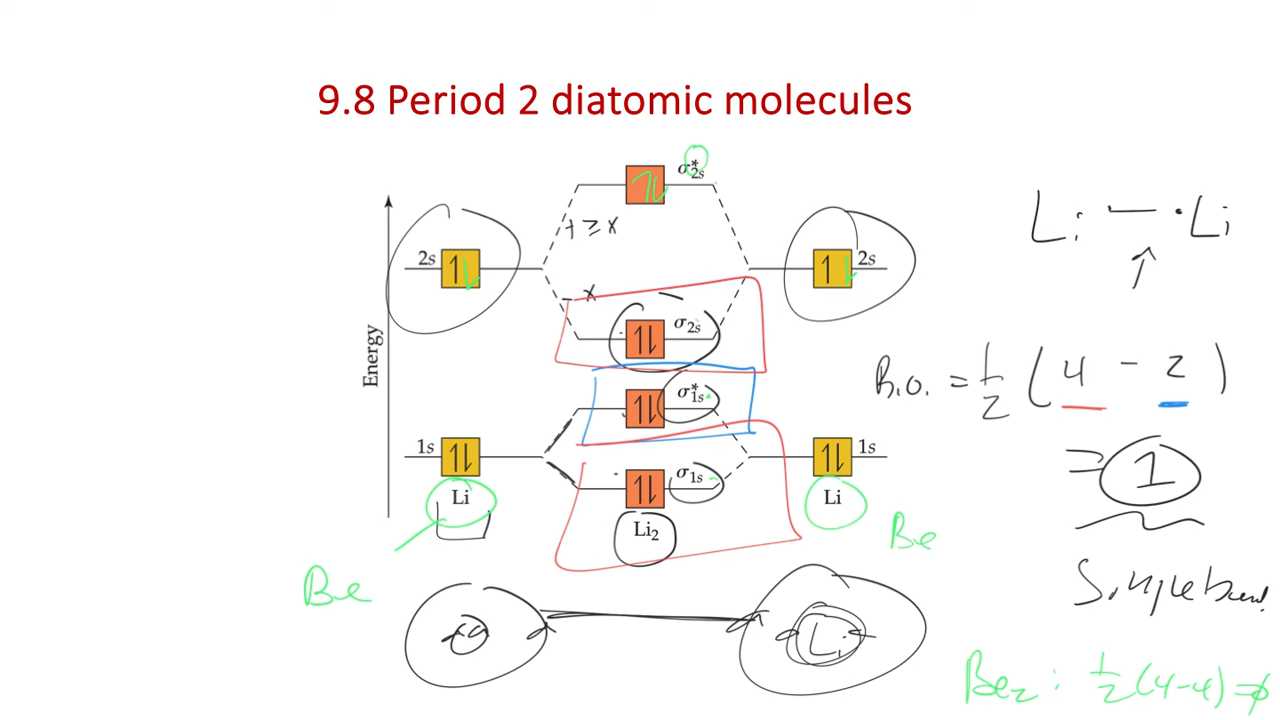 9.8 Period 2 diatomic molecules
σ*2s
+ ≥ x
2s 2s
- x
σ2s
σ*1s
Energy
1s 1s
σ1s
Li Li
Li2
Li — · Li
B.O. = 1/2 ( 4 - 2 )
= 1
Single bond
Be Be
Li
Be2 : 1/2 (4-4) = ϕ